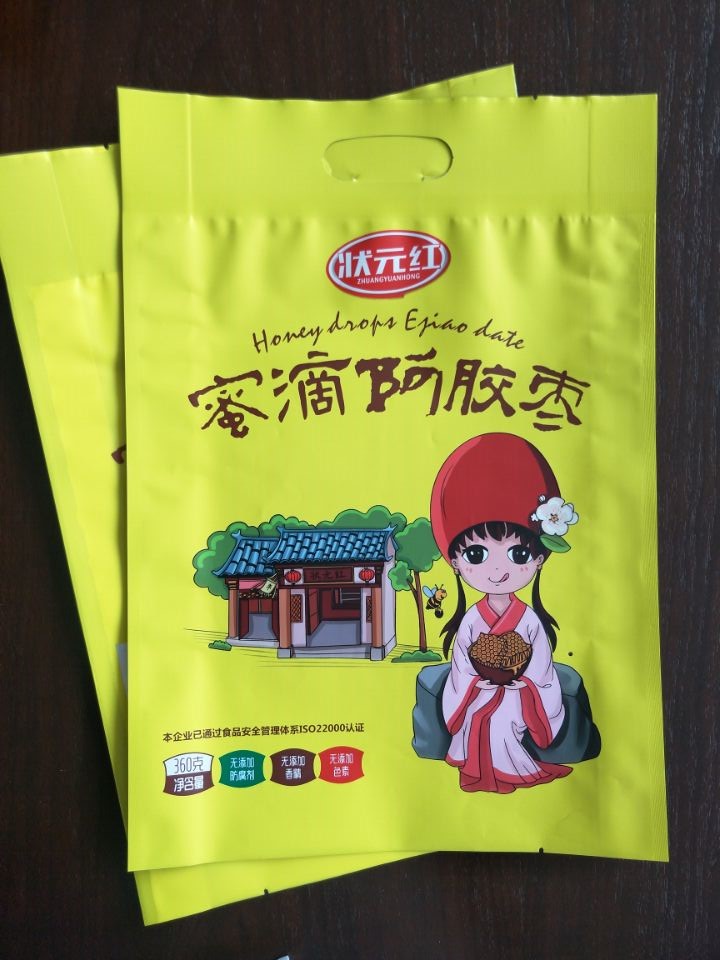 状元红
ZHUANGYUANHONG
Honey drops Ejiao date
蜜滴阿胶枣
状元红
本企业已通过食品安全管理体系ISO22000认证
360克
净含量
无添加
防腐剂
无添加
香精
无添加
色素